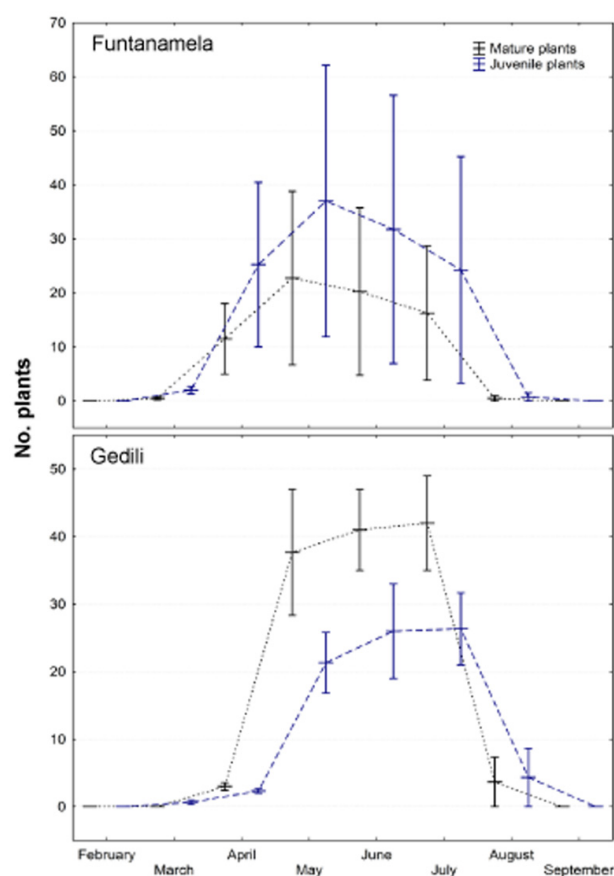 Funtanamela
Mature plants
Juvenile plants
70
60
50
40
30
20
10
0
No. plants
Gedili
50
40
30
20
10
0
February
March
April
May
June
July
August
September